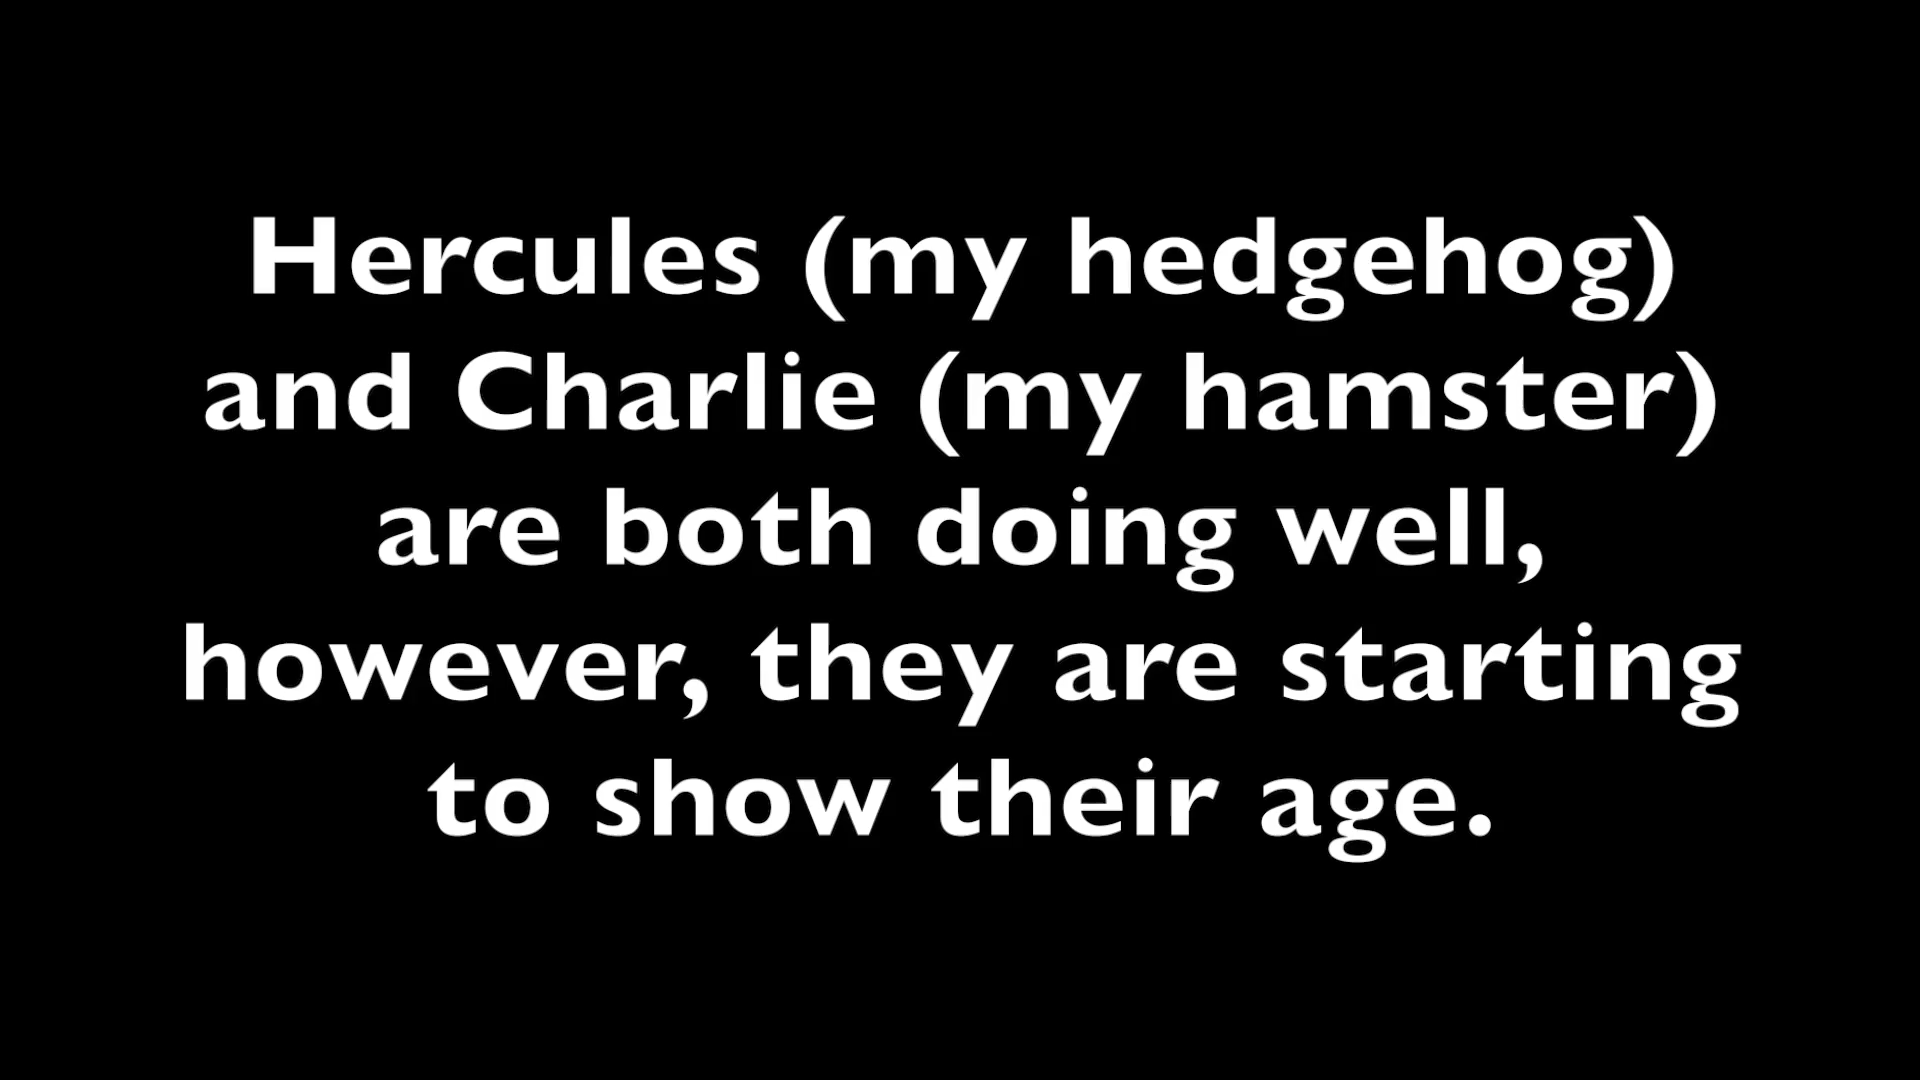 Hercules (my hedgehog)
and Charlie (my hamster)
are both doing well,
however, they are starting
to show their age.